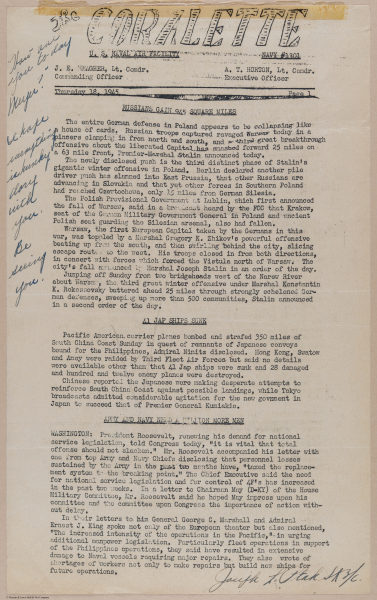 CORLETTE
U. S. NAVAL AIR FACILITY NAVY #1301
J. E. Lt. Comdr. A. T. HORTON, Lt. Comdr.
Commanding Officer Executive Officer
Thursday 18, 1945 Page 1
RUSSIANS GAIN 945 SQUARE MILES
The entire German defense in Poland appears to be collapsing like
a house of cards. Russian troops captured ravaged Warsaw today in a
pincers clamping in from north and south, and a third great breakthrough
offensive about the liberated Capital has smashed forward 25 miles on
a 63 mile front, Premier-Marshal Stalin announced today.
The newly disclosed push is the third distinct phase of Stalin's
gigantic winter offensive in Poland. Berlin declared another pile
driver push has slammed into East Prussia, that other Russians are
advancing in Slovakia and that yet other forces in Southern Poland
had reached Czestochowa, only miles from German Silesia.
The Polish Provisional Government at Lublin, which first announced
the fall of Warsaw, said in a broadcast heard by the FCC that Krakow,
seat of the German Military Government General in Poland and ancient
Polish seat guarding the Silesian arsenal, also had fallen.
Warsaw, the first European Capital taken by the Germans in this
war, was toppled by Marshal Gregory K. Zhukov's powerful offensive
beating up from the south, and then swirling behind the city, slicing
escape routes to the west. His troops closed in from both directions,
in concert with forces which forced the Vistula north of Warsaw. The
city's fall announced by Marshal Joseph Stalin in an order of the day.
Jumping off Sunday from two bridgeheads west of the Narew River
about Warsaw, the third great winter offensive under Marshal Konstantin
K. Rokossovsky battered ahead 25 miles through strongly echeloned Ger-
man defenses, sweeping up more than 500 communities, Stalin announced
in a second order of the day.
41 JAP SHIPS SUNK
Pacific American carrier planes bombed and strafed 350 miles of
South China Coast Sunday in quest of remnants of Japanese convoys
bound for the Philippines, Admiral Nimitz disclosed. Hong Kong, Swatow
and Amoy were raided by Third Fleet Air Forces but said no details
were available other than that 41 Jap ships were sunk and 28 damaged
and hundred and twelve enemy planes were destroyed.
Chinese report: the Japanese were making desperate attempts to
reinforce South China Coast against possible landings, while Tokyo
broadcasts admitted considerable agitation for the new government in
Japan to succeed that of Premier General Kuniaki.
ARMY AND NAVY NEED A MILLION MORE MEN
WASHINGTON: President Roosevelt, renewing his demand for national
service legislation, told Congress today, "it is vital that total
offense should not slacken." Mr. Roosevelt accompanied his letter with
one from top Army and Navy Chiefs disclosing that personnel losses
sustained by the Army in the past two months have, "taxed the replace-
ment system to the breaking point." The Chief Executive said the need
for national service legislation and for control of 4F's has increased
in the past two weeks. In a letter to Chairman May (D-KY) of the House
Military Committee, Mr. Roosevelt said he hoped May impress upon his
committee and the committee upon Congress the importance of action with-
out delay.
In their letters to him General George C. Marshall and Admiral
Ernest J. King spoke not only of the European theater but also mentioned,
"The increased intensity of the operations in the Pacific," in urging
additional manpower legislation. Particularly fleet operations in support
of the Philippines operations, they said have resulted in extensive
damage to Naval vessels requiring major repairs. They also wrote of
shortages of workers not only to make repairs but build new ships for
future operations.
How are
you today
I hope
everything
is
dory
with
you.
Be
seeing
you!
Joseph F.